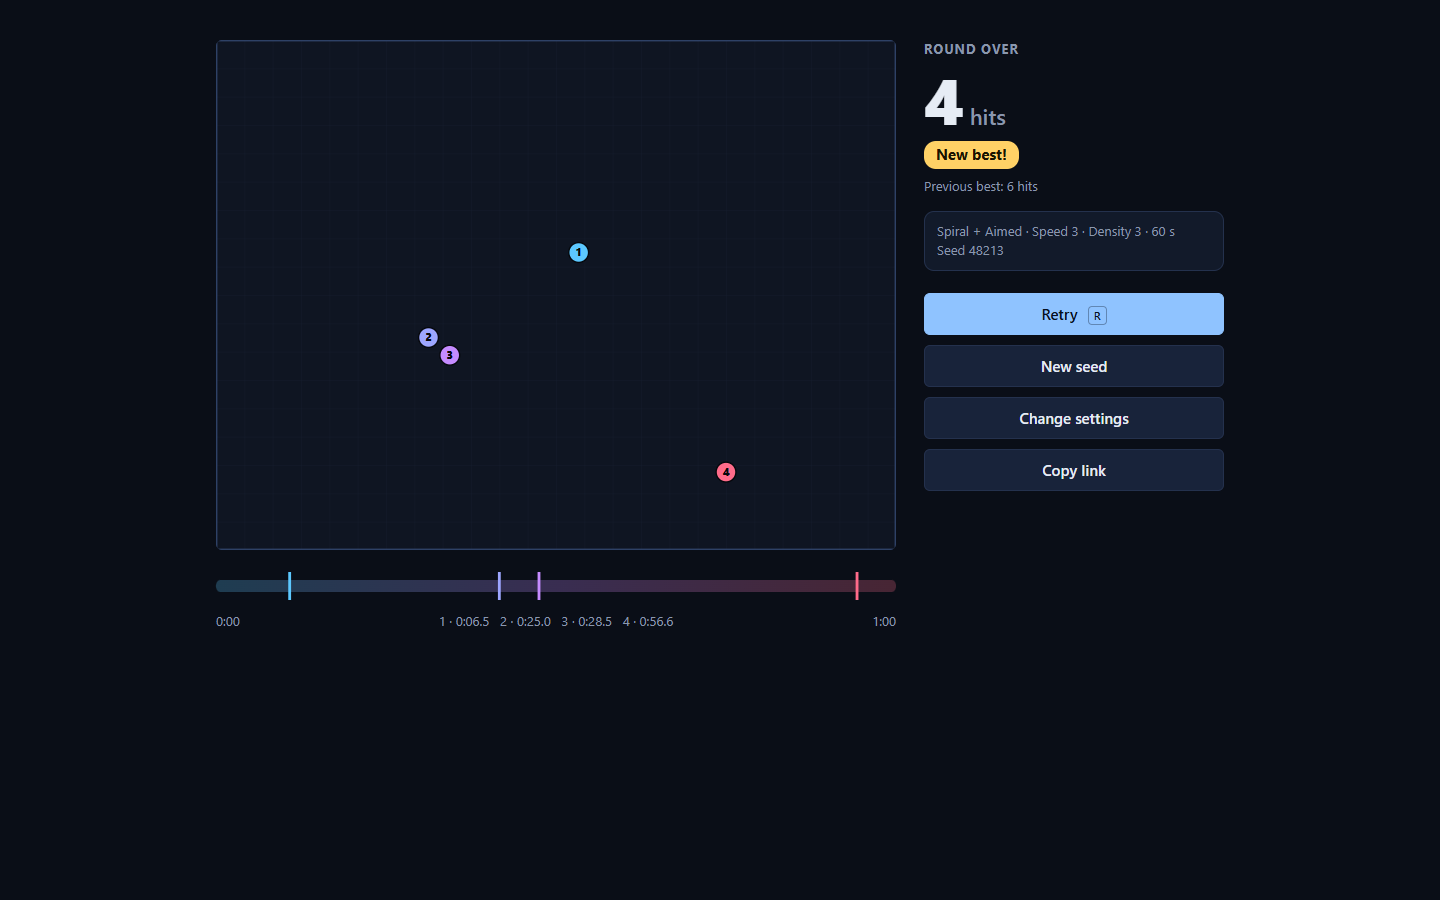 ROUND OVER
4 hits
New best!
Previous best: 6 hits
Spiral + Aimed · Speed 3 · Density 3 · 60 s
Seed 48213
Retry R
New seed
Change settings
Copy link
1
2
3
4
0:00 1 · 0:06.5 2 · 0:25.0 3 · 0:28.5 4 · 0:56.6 1:00